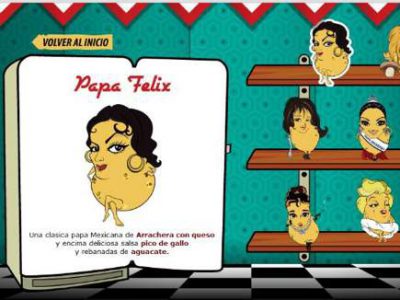 VOLVER AL INICIO
Papa Felix
Una clasica papa Mexicana de Arrachera con queso
y encima deliciosa salsa pico de gallo
y rebanadas de aguacate.